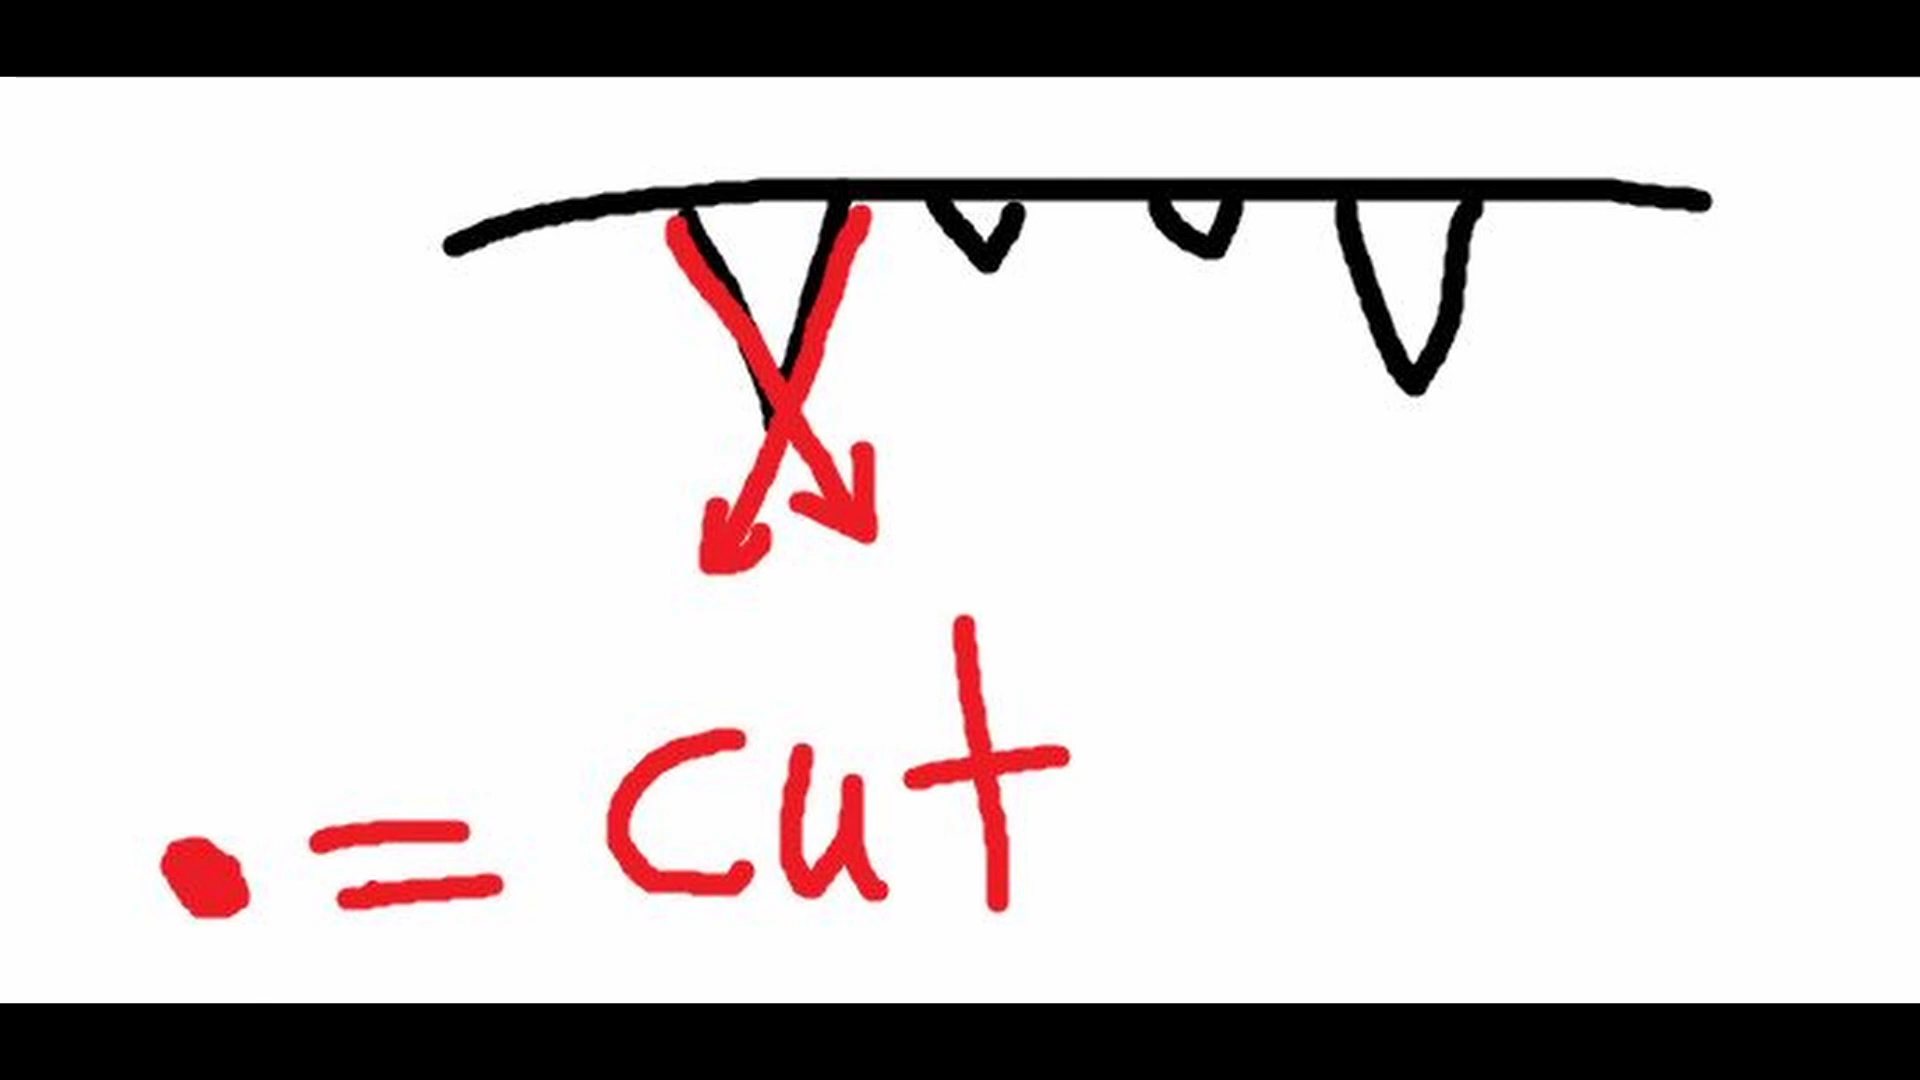 • = Cut